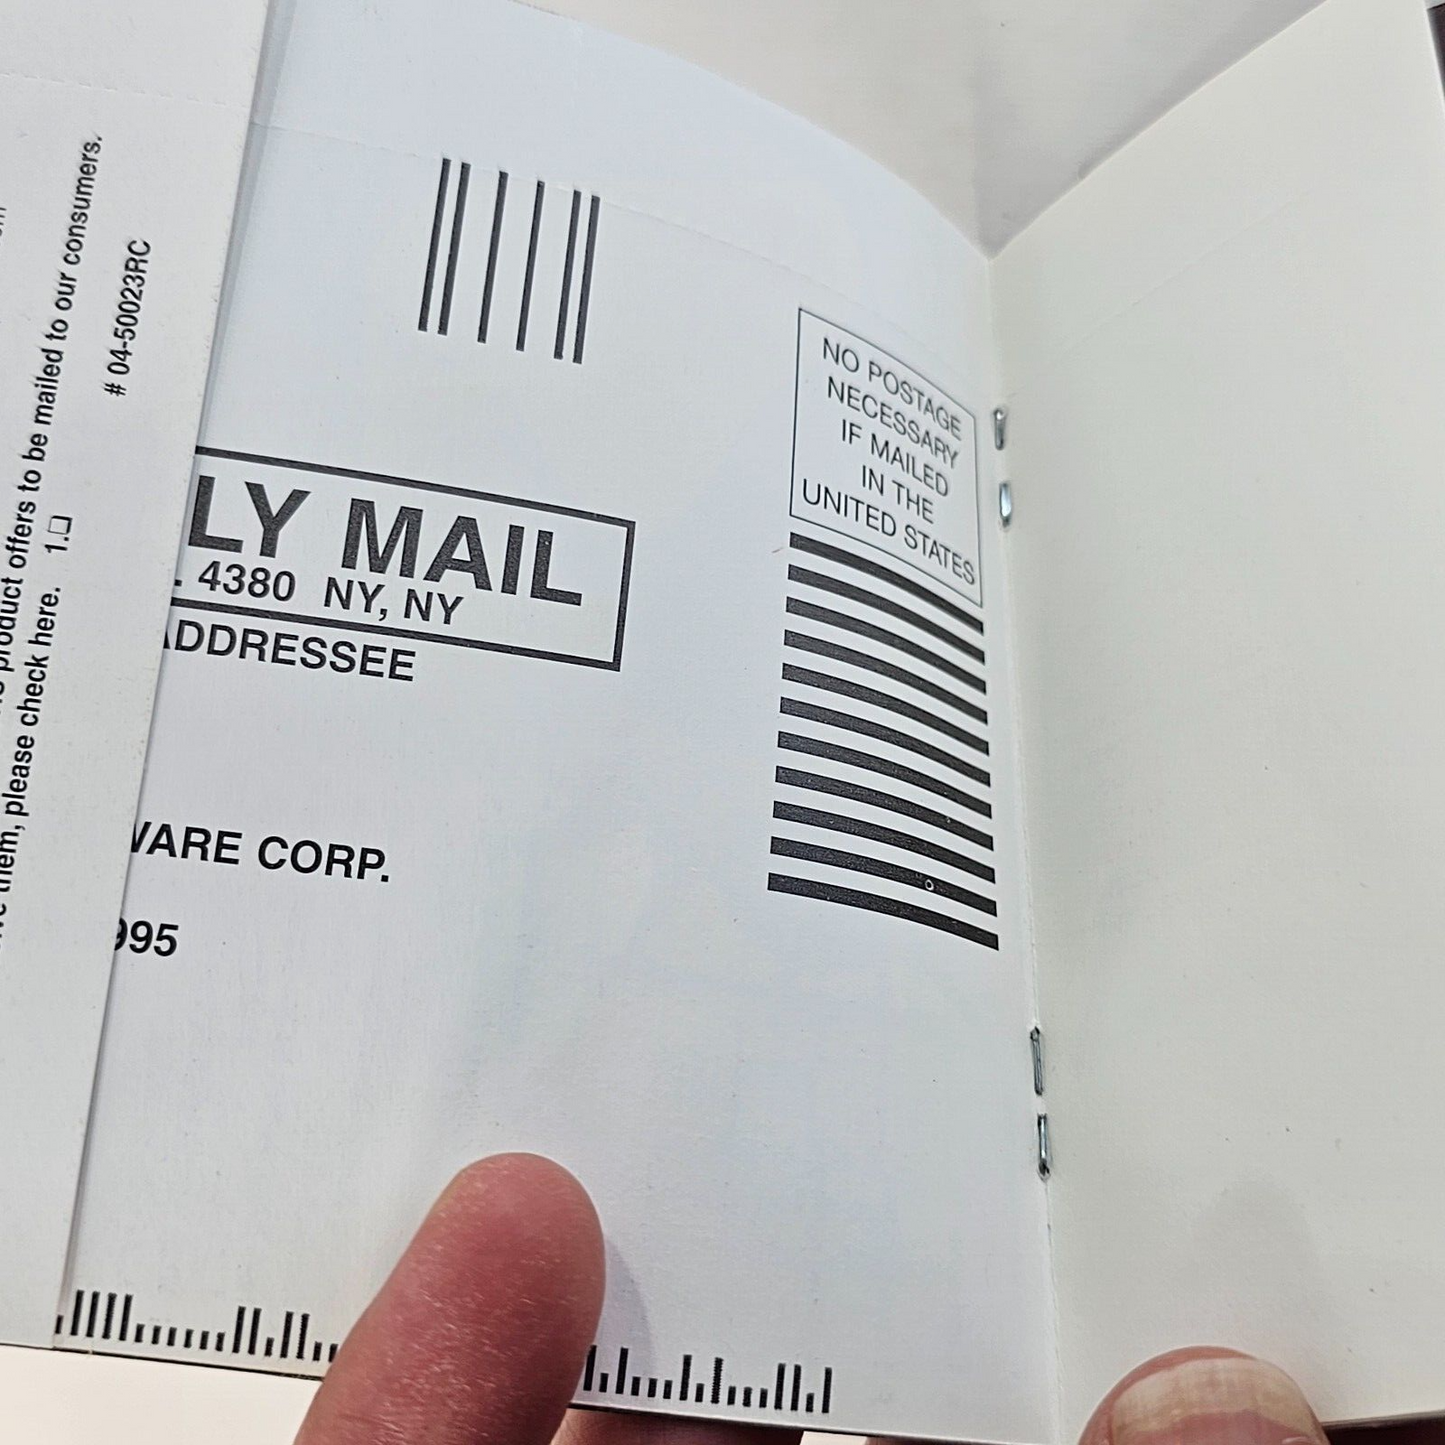 product offers to be mailed to our consumers.
them, please check here. 1.❏
# 04-50023RC
LY MAIL
. 4380 NY, NY
ADDRESSEE
WARE CORP.
995
NO POSTAGE
NECESSARY
IF MAILED
IN THE
UNITED STATES